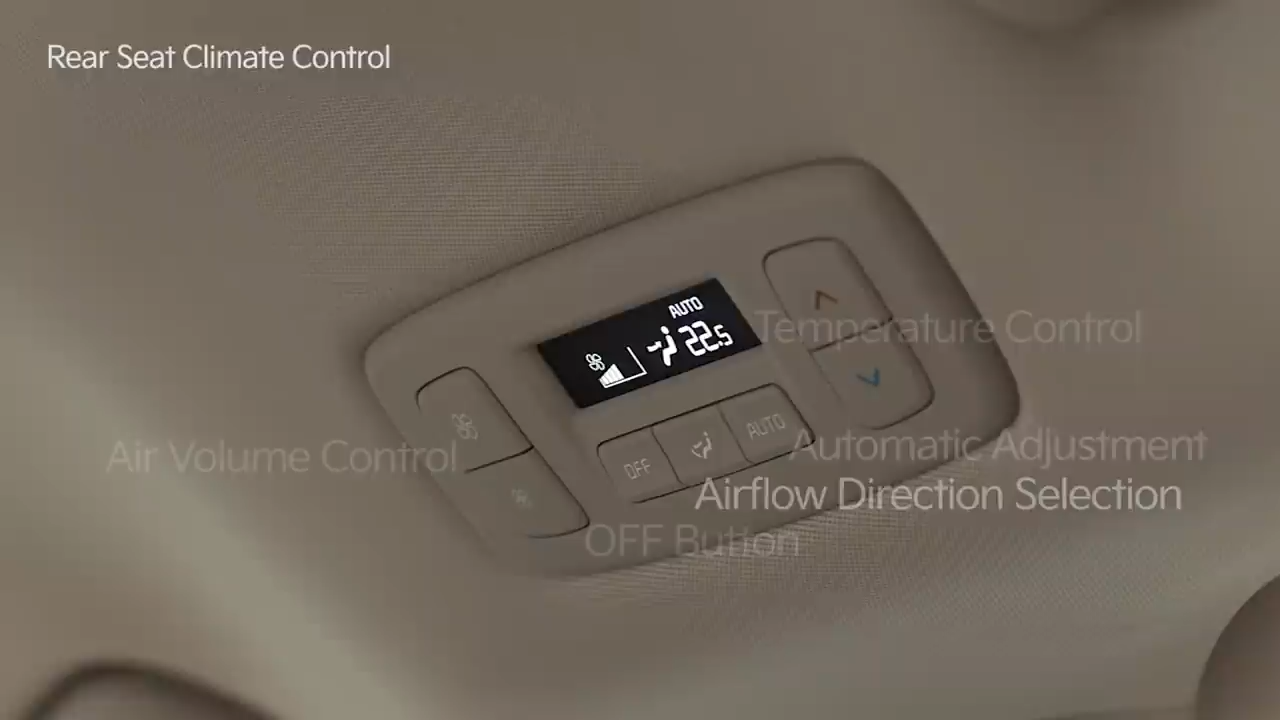 Rear Seat Climate Control
AUTO
22.5
Temperature Control
OFF
AUTO
Air Volume Control
Automatic Adjustment
Airflow Direction Selection
OFF Button